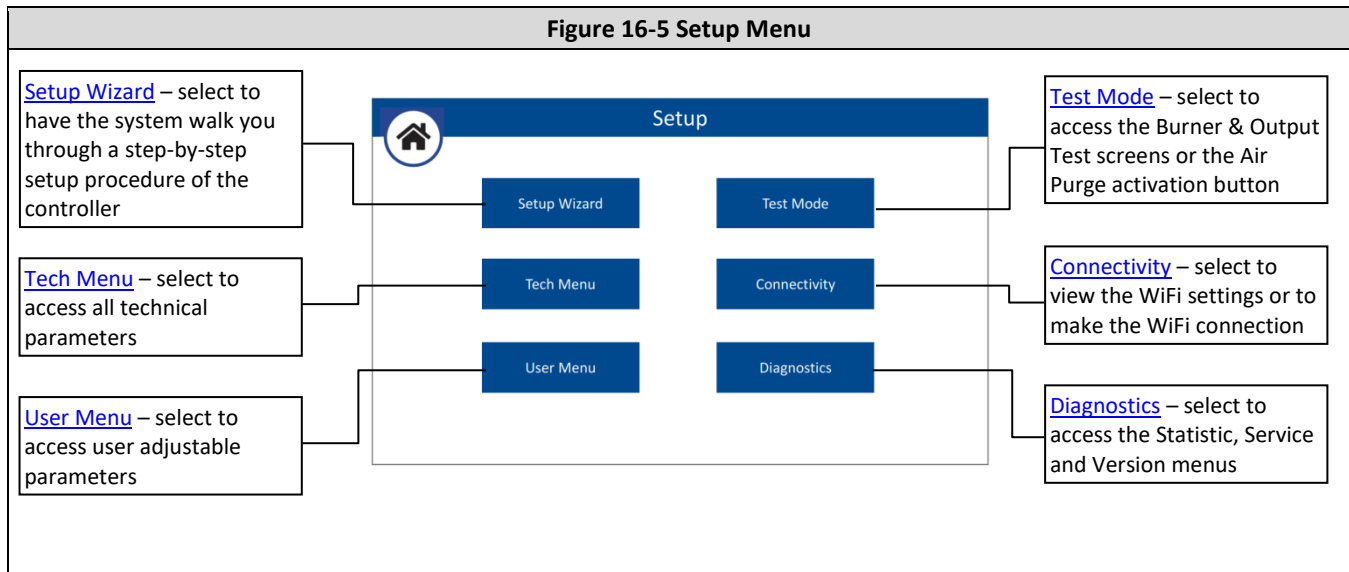 Figure 16-5 Setup Menu
Setup Wizard – select to
have the system walk you
through a step-by-step
setup procedure of the
controller
Tech Menu – select to
access all technical
parameters
User Menu – select to
access user adjustable
parameters
Setup
Setup Wizard
Test Mode
Tech Menu
Connectivity
User Menu
Diagnostics
Test Mode – select to
access the Burner & Output
Test screens or the Air
Purge activation button
Connectivity – select to
view the WiFi settings or to
make the WiFi connection
Diagnostics – select to
access the Statistic, Service
and Version menus